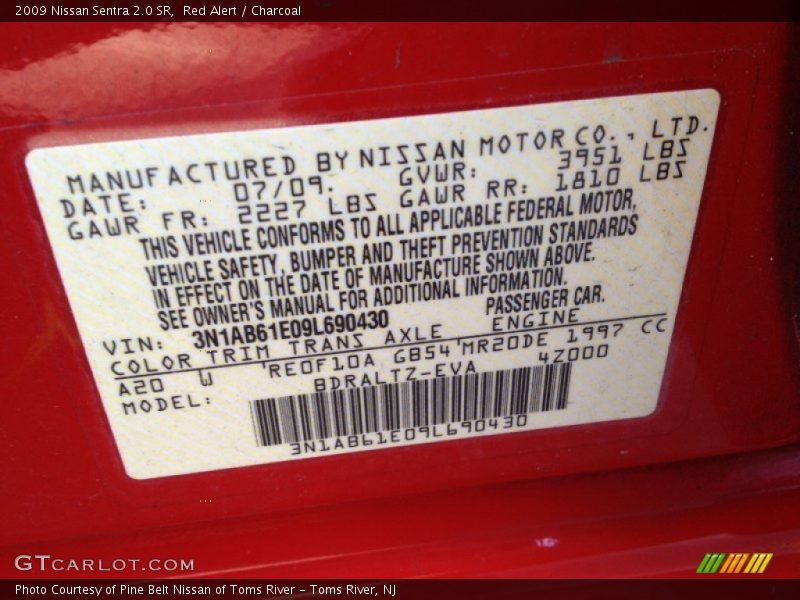 2009 Nissan Sentra 2.0 SR, Red Alert / Charcoal
MANUFACTURED BY NISSAN MOTOR CO., LTD.
DATE: 07/09. GVWR: 3951 LBS
GAWR FR: 2227 LBS GAWR RR: 1810 LBS
THIS VEHICLE CONFORMS TO ALL APPLICABLE FEDERAL MOTOR,
VEHICLE SAFETY, BUMPER AND THEFT PREVENTION STANDARDS
IN EFFECT ON THE DATE OF MANUFACTURE SHOWN ABOVE.
SEE OWNER'S MANUAL FOR ADDITIONAL INFORMATION.
VIN: 3N1AB61E09L690430 PASSENGER CAR.
COLOR TRIM TRANS AXLE ENGINE
A20 W RE0F10A GB54 MR20DE 1997 CC
MODEL: BDRALTZ-EVA 4Z000
3N1AB61E09L690430
GTCARLOT.COM
Photo Courtesy of Pine Belt Nissan of Toms River - Toms River, NJ